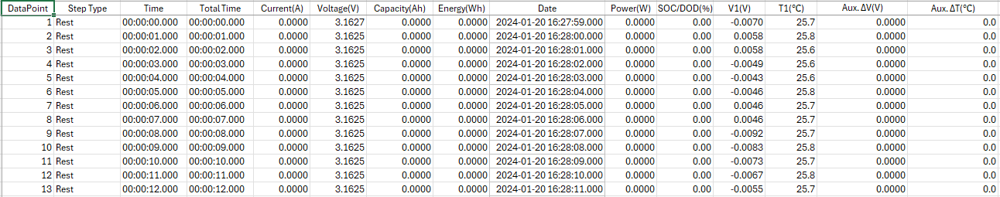 DataPoint Step Type Time Total Time Current(A) Voltage(V) Capacity(Ah) Energy(Wh) Date Power(W) SOC/DOD(%) V1(V) T1(℃) Aux. ΔV(V) Aux. ΔT(℃)
1 Rest 00:00:00.000 00:00:00.000 0.0000 3.1627 0.0000 0.0000 2024-01-20 16:27:59.000 0.0000 0.00 -0.0070 25.7 0.0000 0.0
2 Rest 00:00:01.000 00:00:01.000 0.0000 3.1625 0.0000 0.0000 2024-01-20 16:28:00.000 0.0000 0.00 0.0058 25.8 0.0000 0.0
3 Rest 00:00:02.000 00:00:02.000 0.0000 3.1625 0.0000 0.0000 2024-01-20 16:28:01.000 0.0000 0.00 0.0058 25.6 0.0000 0.0
4 Rest 00:00:03.000 00:00:03.000 0.0000 3.1625 0.0000 0.0000 2024-01-20 16:28:02.000 0.0000 0.00 -0.0049 25.6 0.0000 0.0
5 Rest 00:00:04.000 00:00:04.000 0.0000 3.1625 0.0000 0.0000 2024-01-20 16:28:03.000 0.0000 0.00 -0.0043 25.6 0.0000 0.0
6 Rest 00:00:05.000 00:00:05.000 0.0000 3.1625 0.0000 0.0000 2024-01-20 16:28:04.000 0.0000 0.00 -0.0046 25.8 0.0000 0.0
7 Rest 00:00:06.000 00:00:06.000 0.0000 3.1625 0.0000 0.0000 2024-01-20 16:28:05.000 0.0000 0.00 0.0046 25.7 0.0000 0.0
8 Rest 00:00:07.000 00:00:07.000 0.0000 3.1625 0.0000 0.0000 2024-01-20 16:28:06.000 0.0000 0.00 0.0046 25.7 0.0000 0.0
9 Rest 00:00:08.000 00:00:08.000 0.0000 3.1625 0.0000 0.0000 2024-01-20 16:28:07.000 0.0000 0.00 -0.0092 25.7 0.0000 0.0
10 Rest 00:00:09.000 00:00:09.000 0.0000 3.1625 0.0000 0.0000 2024-01-20 16:28:08.000 0.0000 0.00 -0.0083 25.8 0.0000 0.0
11 Rest 00:00:10.000 00:00:10.000 0.0000 3.1625 0.0000 0.0000 2024-01-20 16:28:09.000 0.0000 0.00 -0.0073 25.7 0.0000 0.0
12 Rest 00:00:11.000 00:00:11.000 0.0000 3.1625 0.0000 0.0000 2024-01-20 16:28:10.000 0.0000 0.00 -0.0067 25.8 0.0000 0.0
13 Rest 00:00:12.000 00:00:12.000 0.0000 3.1625 0.0000 0.0000 2024-01-20 16:28:11.000 0.0000 0.00 -0.0055 25.7 0.0000 0.0